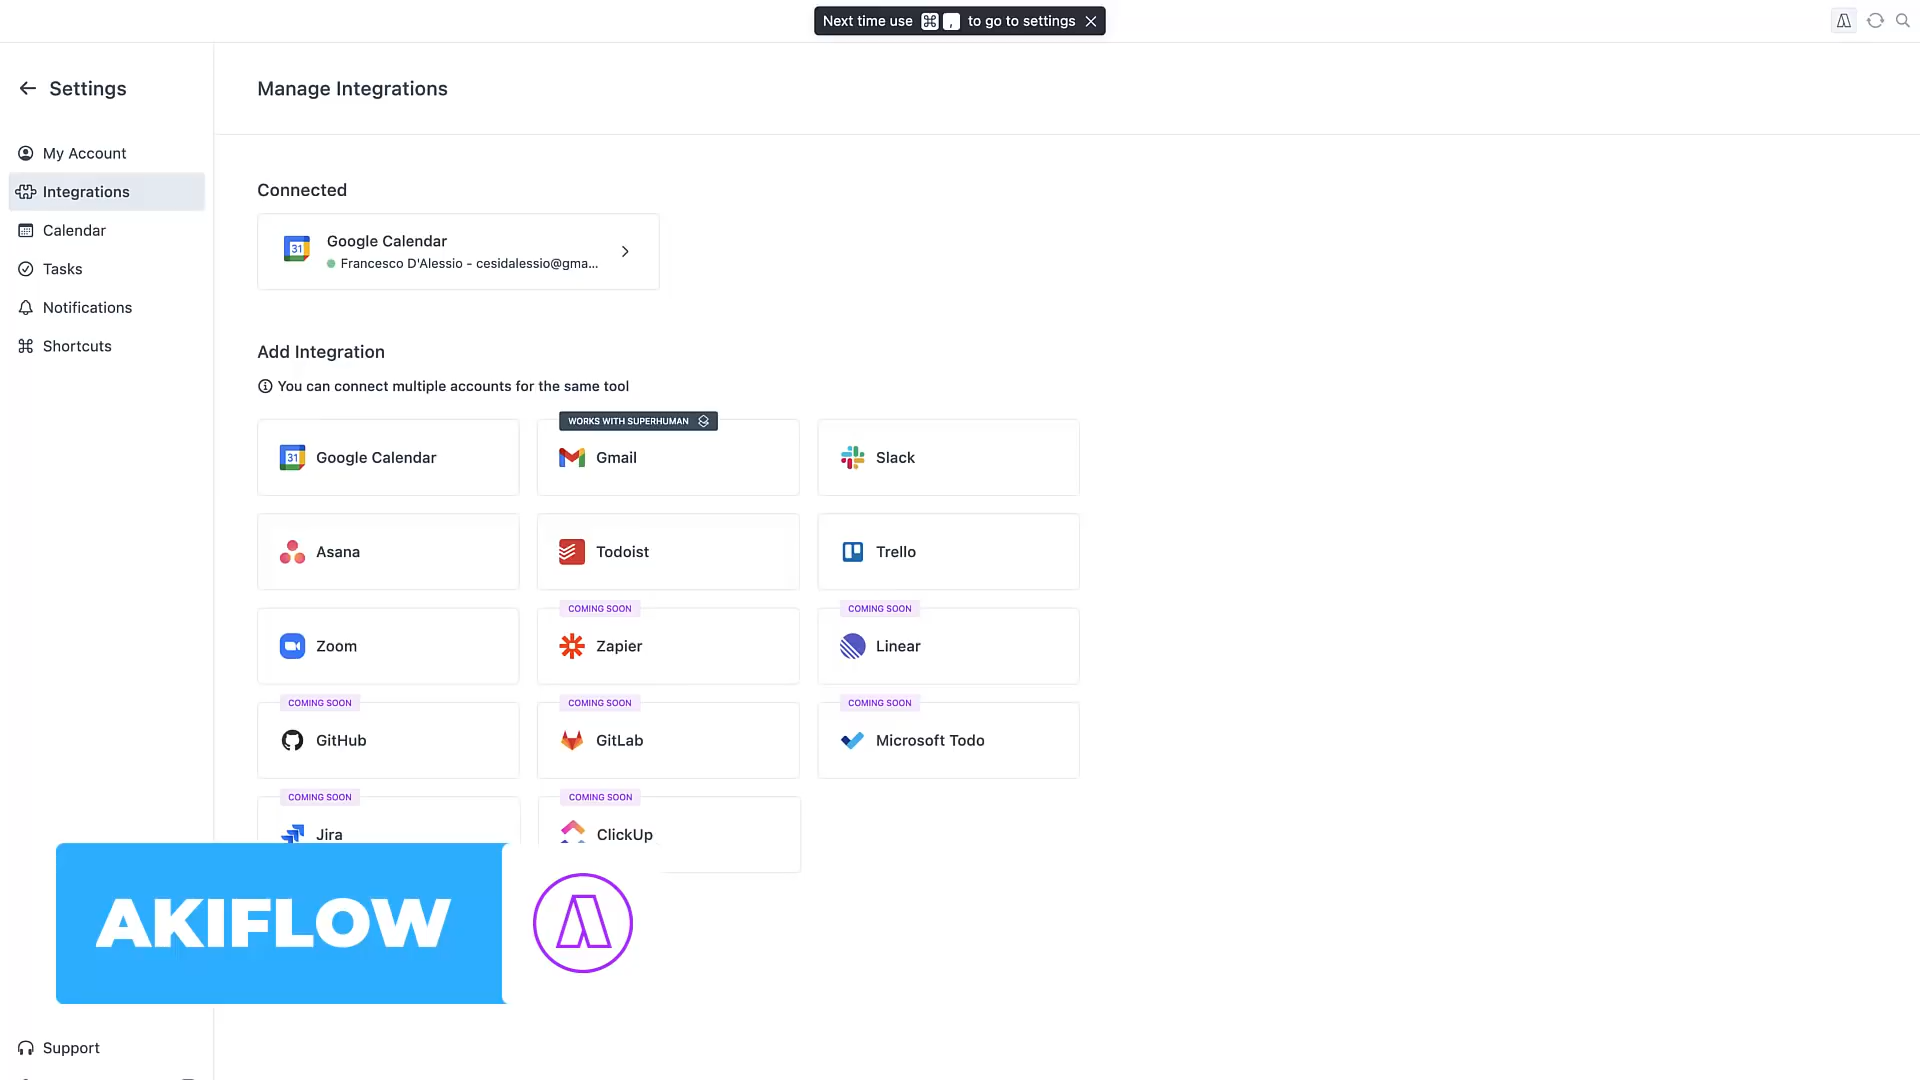 Next time use ⌘ , to go to settings
Settings
Manage Integrations
My Account
Integrations
Calendar
Tasks
Notifications
Shortcuts
Connected
31
Google Calendar
Francesco D'Alessio - cesidalessio@gma...
Add Integration
You can connect multiple accounts for the same tool
WORKS WITH SUPERHUMAN
31
Google Calendar
Gmail
Slack
Asana
Todoist
Trello
COMING SOON
COMING SOON
Zoom
Zapier
Linear
COMING SOON
COMING SOON
COMING SOON
GitHub
GitLab
Microsoft Todo
COMING SOON
COMING SOON
Jira
ClickUp
AKIFLOW
Support